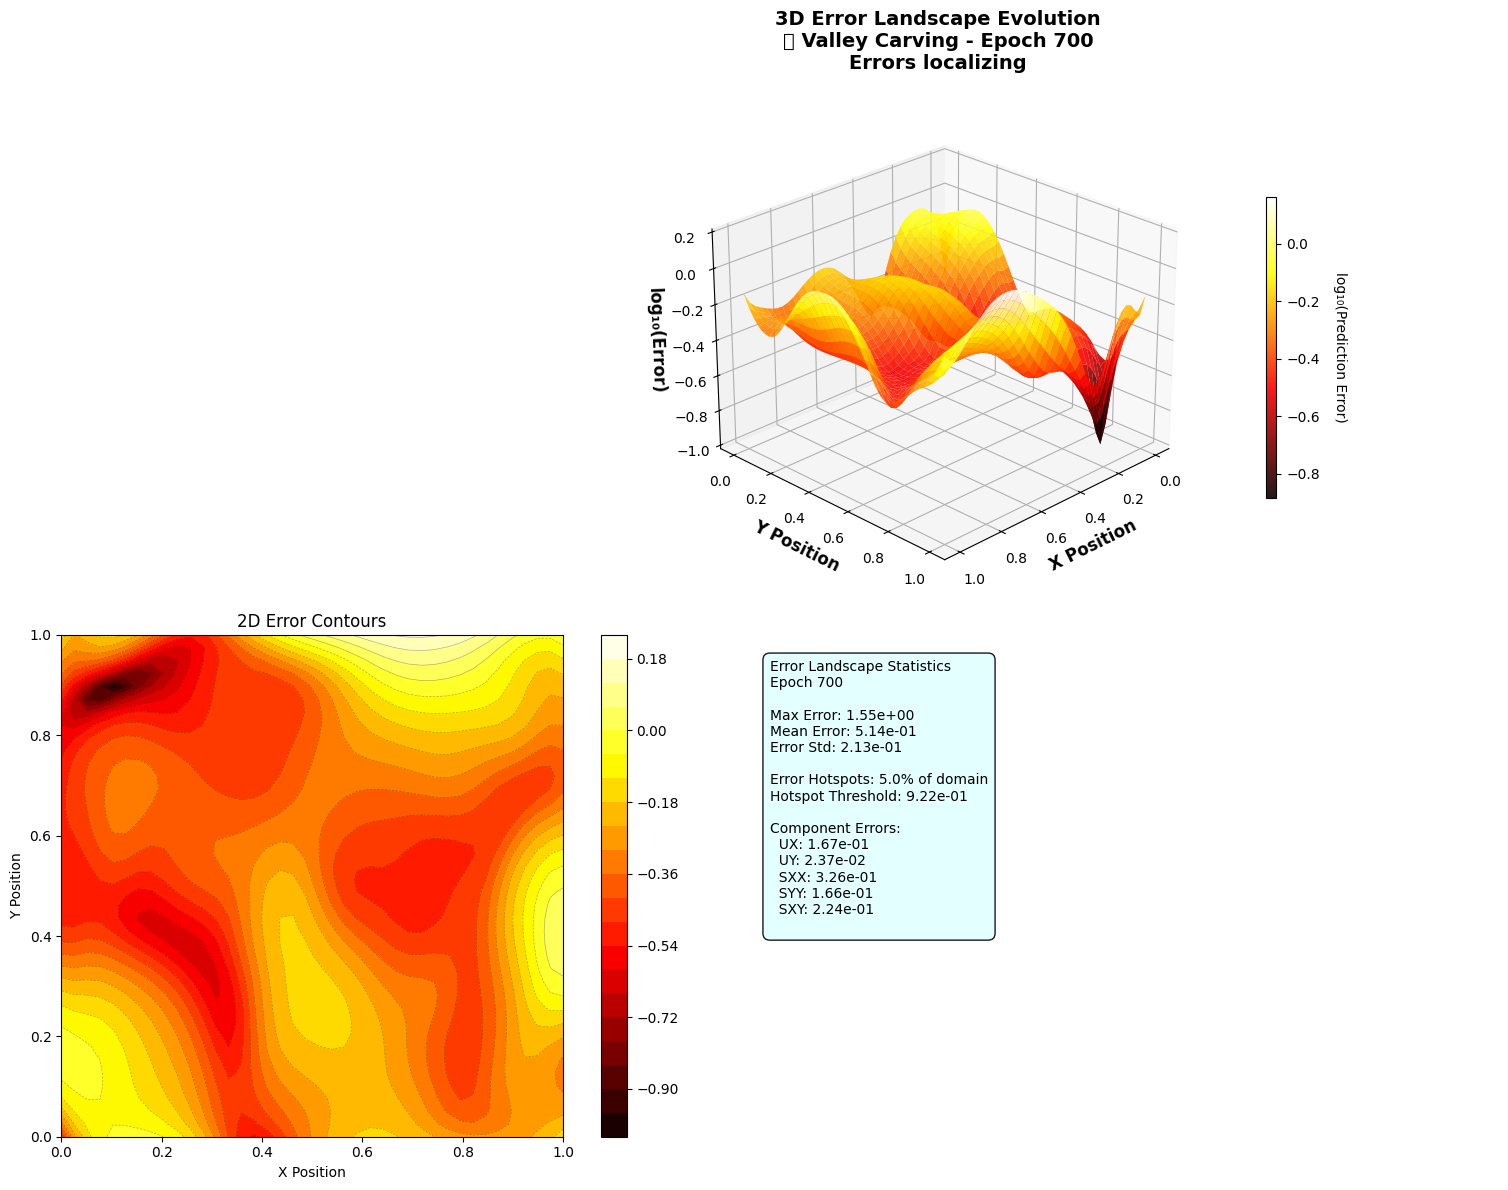 3D Error Landscape Evolution
▯ Valley Carving - Epoch 700
Errors localizing
0.2
0.0
−0.2
−0.4
−0.6
−0.8
−1.0
log₁₀(Error)
0.0
0.2
0.4
0.6
0.8
1.0
Y Position
0.0
0.2
0.4
0.6
0.8
1.0
X Position
0.0
−0.2
−0.4
−0.6
−0.8
log₁₀(Prediction Error)
2D Error Contours
1.0
0.8
0.6
0.4
0.2
0.0
Y Position
0.0
0.2
0.4
0.6
0.8
1.0
X Position
0.18
0.00
−0.18
−0.36
−0.54
−0.72
−0.90
Error Landscape Statistics
Epoch 700
Max Error: 1.55e+00
Mean Error: 5.14e-01
Error Std: 2.13e-01
Error Hotspots: 5.0% of domain
Hotspot Threshold: 9.22e-01
Component Errors:
UX: 1.67e-01
UY: 2.37e-02
SXX: 3.26e-01
SYY: 1.66e-01
SXY: 2.24e-01